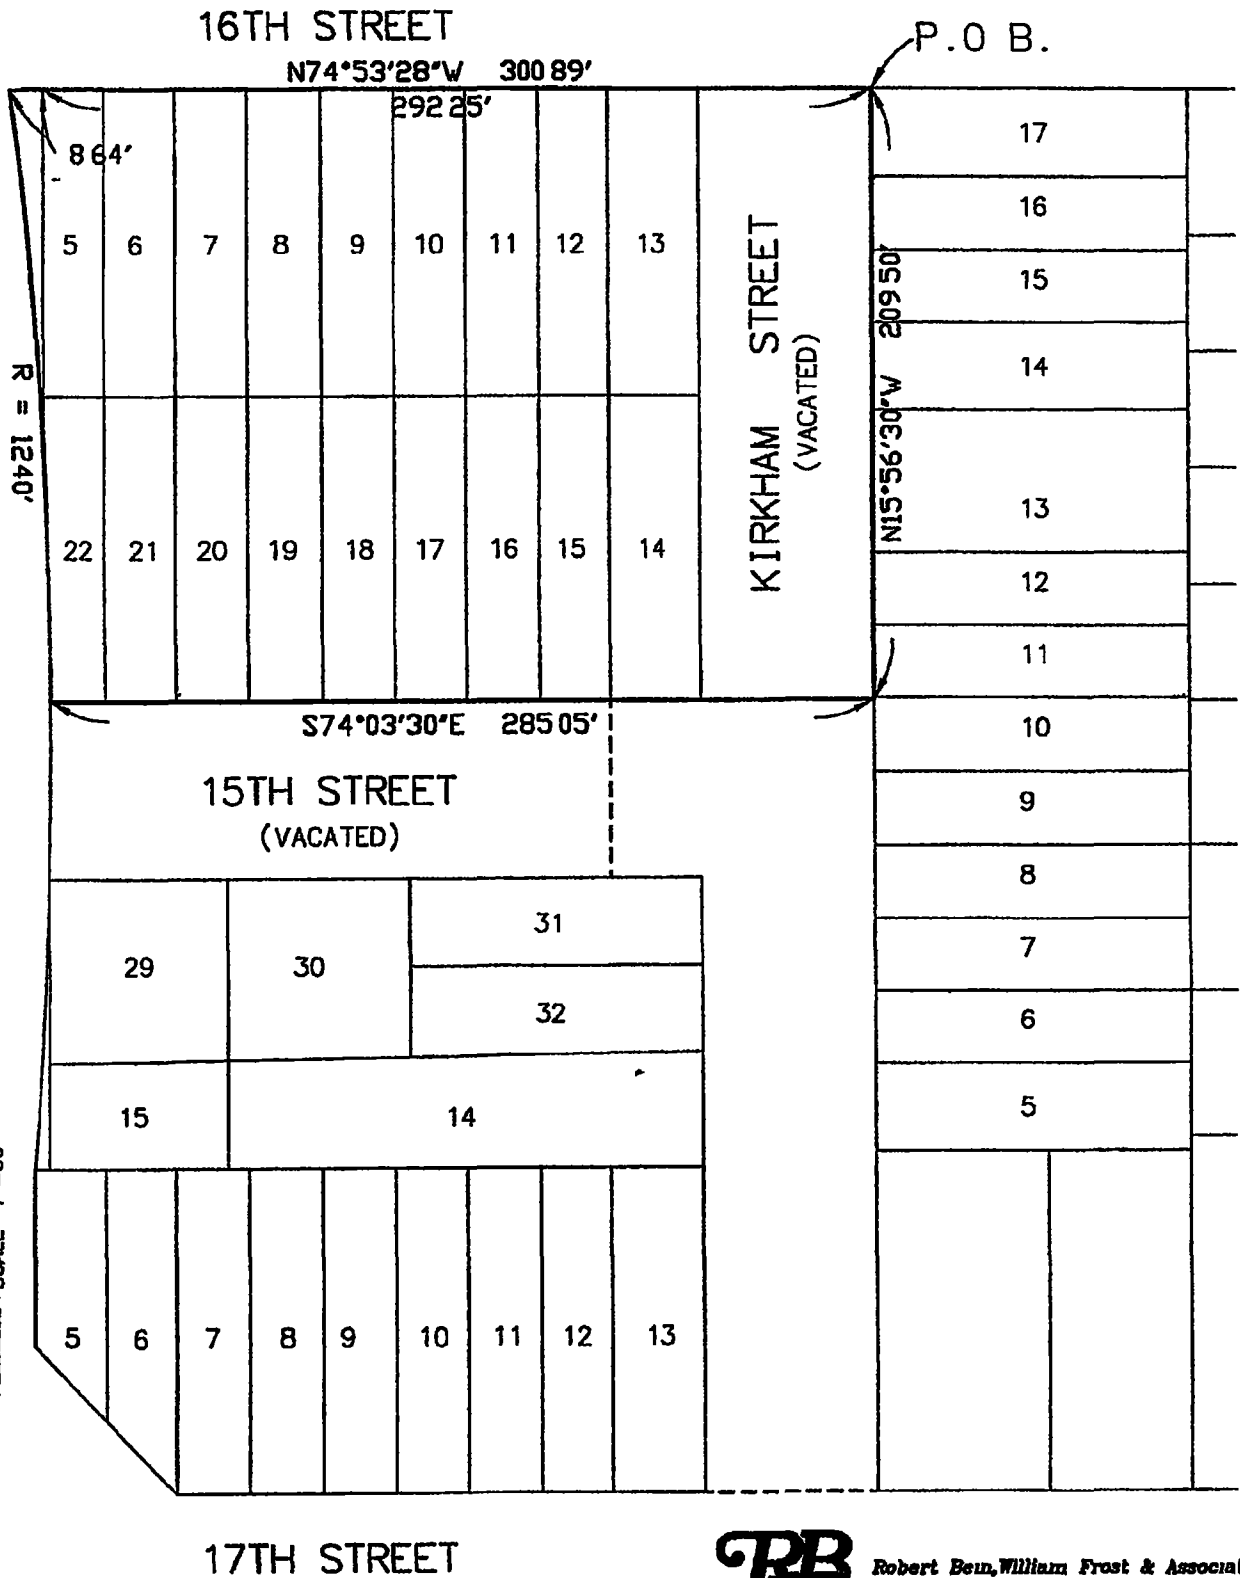 16TH STREET
P.O B.
N74°53'28"W 300 89'
292 25'
8 64'
17
16
15
14
13
12
11
10
9
8
7
6
5
5 6 7 8 9 10 11 12 13
22 21 20 19 18 17 16 15 14
R = 1240'
KIRKHAM STREET
(VACATED)
N15°56'30"W 209 50'
S74°03'30"E 285 05'
15TH STREET
(VACATED)
29 30 31
32
15 14
5 6 7 8 9 10 11 12 13
17TH STREET
RB
Robert Bein, William Frost & Associat